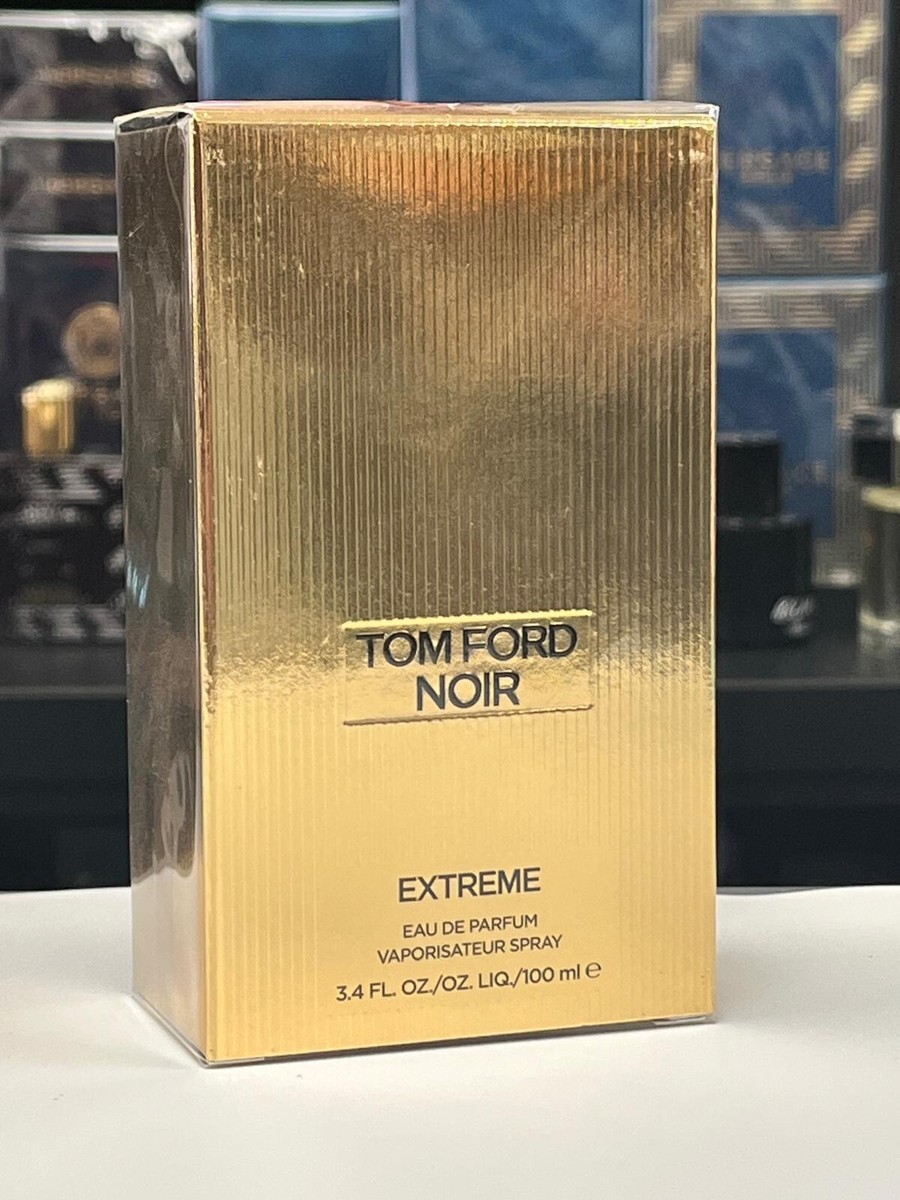 TOM FORD
NOIR
EXTREME
EAU DE PARFUM
VAPORISATEUR SPRAY
3.4 FL. OZ./OZ. LIQ./100 ml ℮